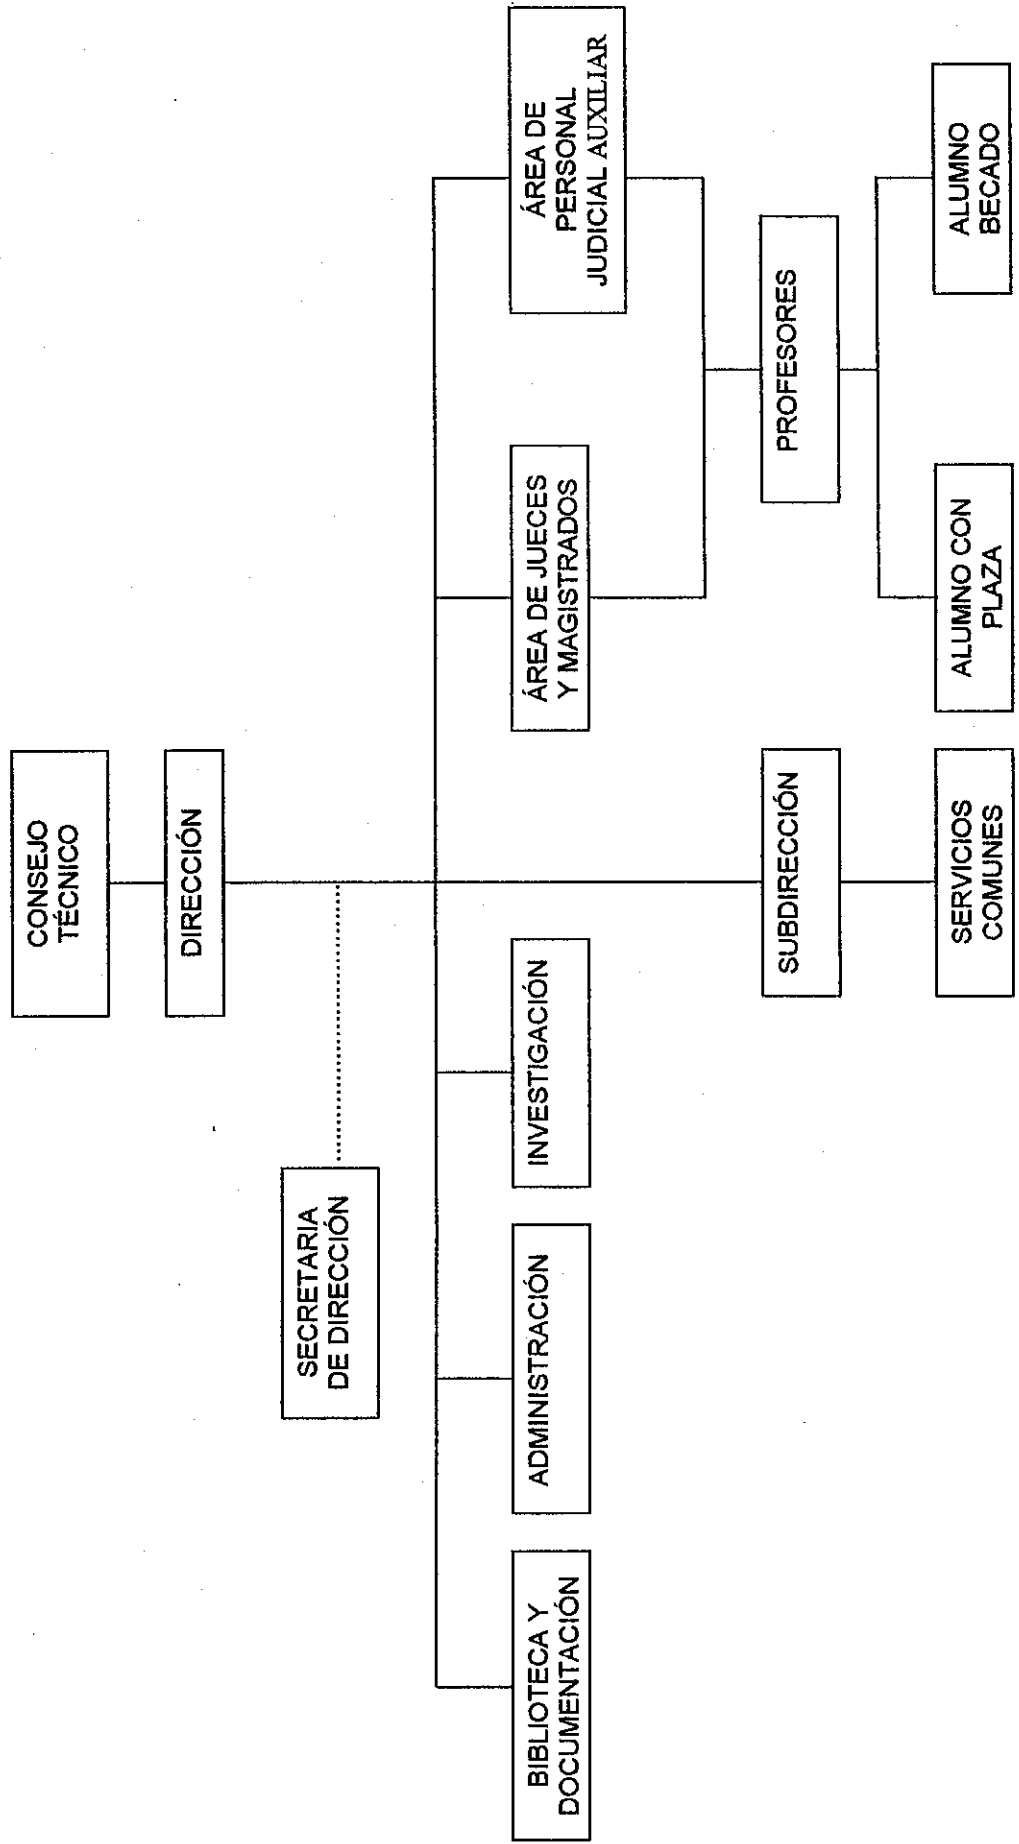 CONSEJO
TÉCNICO
DIRECCIÓN
SECRETARIA
DE DIRECCIÓN
BIBLIOTECA Y
DOCUMENTACIÓN
ADMINISTRACIÓN
INVESTIGACIÓN
ÁREA DE JUECES
Y MAGISTRADOS
ÁREA DE
PERSONAL
JUDICIAL AUXILIAR
SUBDIRECCIÓN
PROFESORES
SERVICIOS
COMUNES
ALUMNO CON
PLAZA
ALUMNO
BECADO